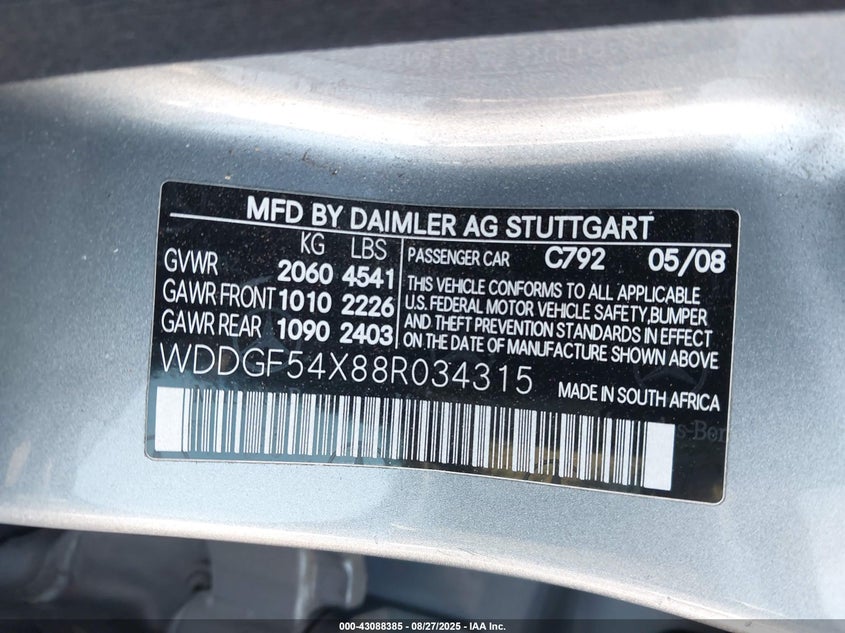 MFD BY DAIMLER AG STUTTGART
KG LBS
GVWR 2060 4541
GAWR FRONT 1010 2226
GAWR REAR 1090 2403
PASSENGER CAR C792 05/08
THIS VEHICLE CONFORMS TO ALL APPLICABLE
U.S. FEDERAL MOTOR VEHICLE SAFETY,BUMPER
AND THEFT PREVENTION STANDARDS IN EFFECT
ON THE DATE OF MANUFACTURE SHOWN ABOVE
WDDGF54X88R034315
MADE IN SOUTH AFRICA
000-43088385 - 08/27/2025 - IAA Inc.